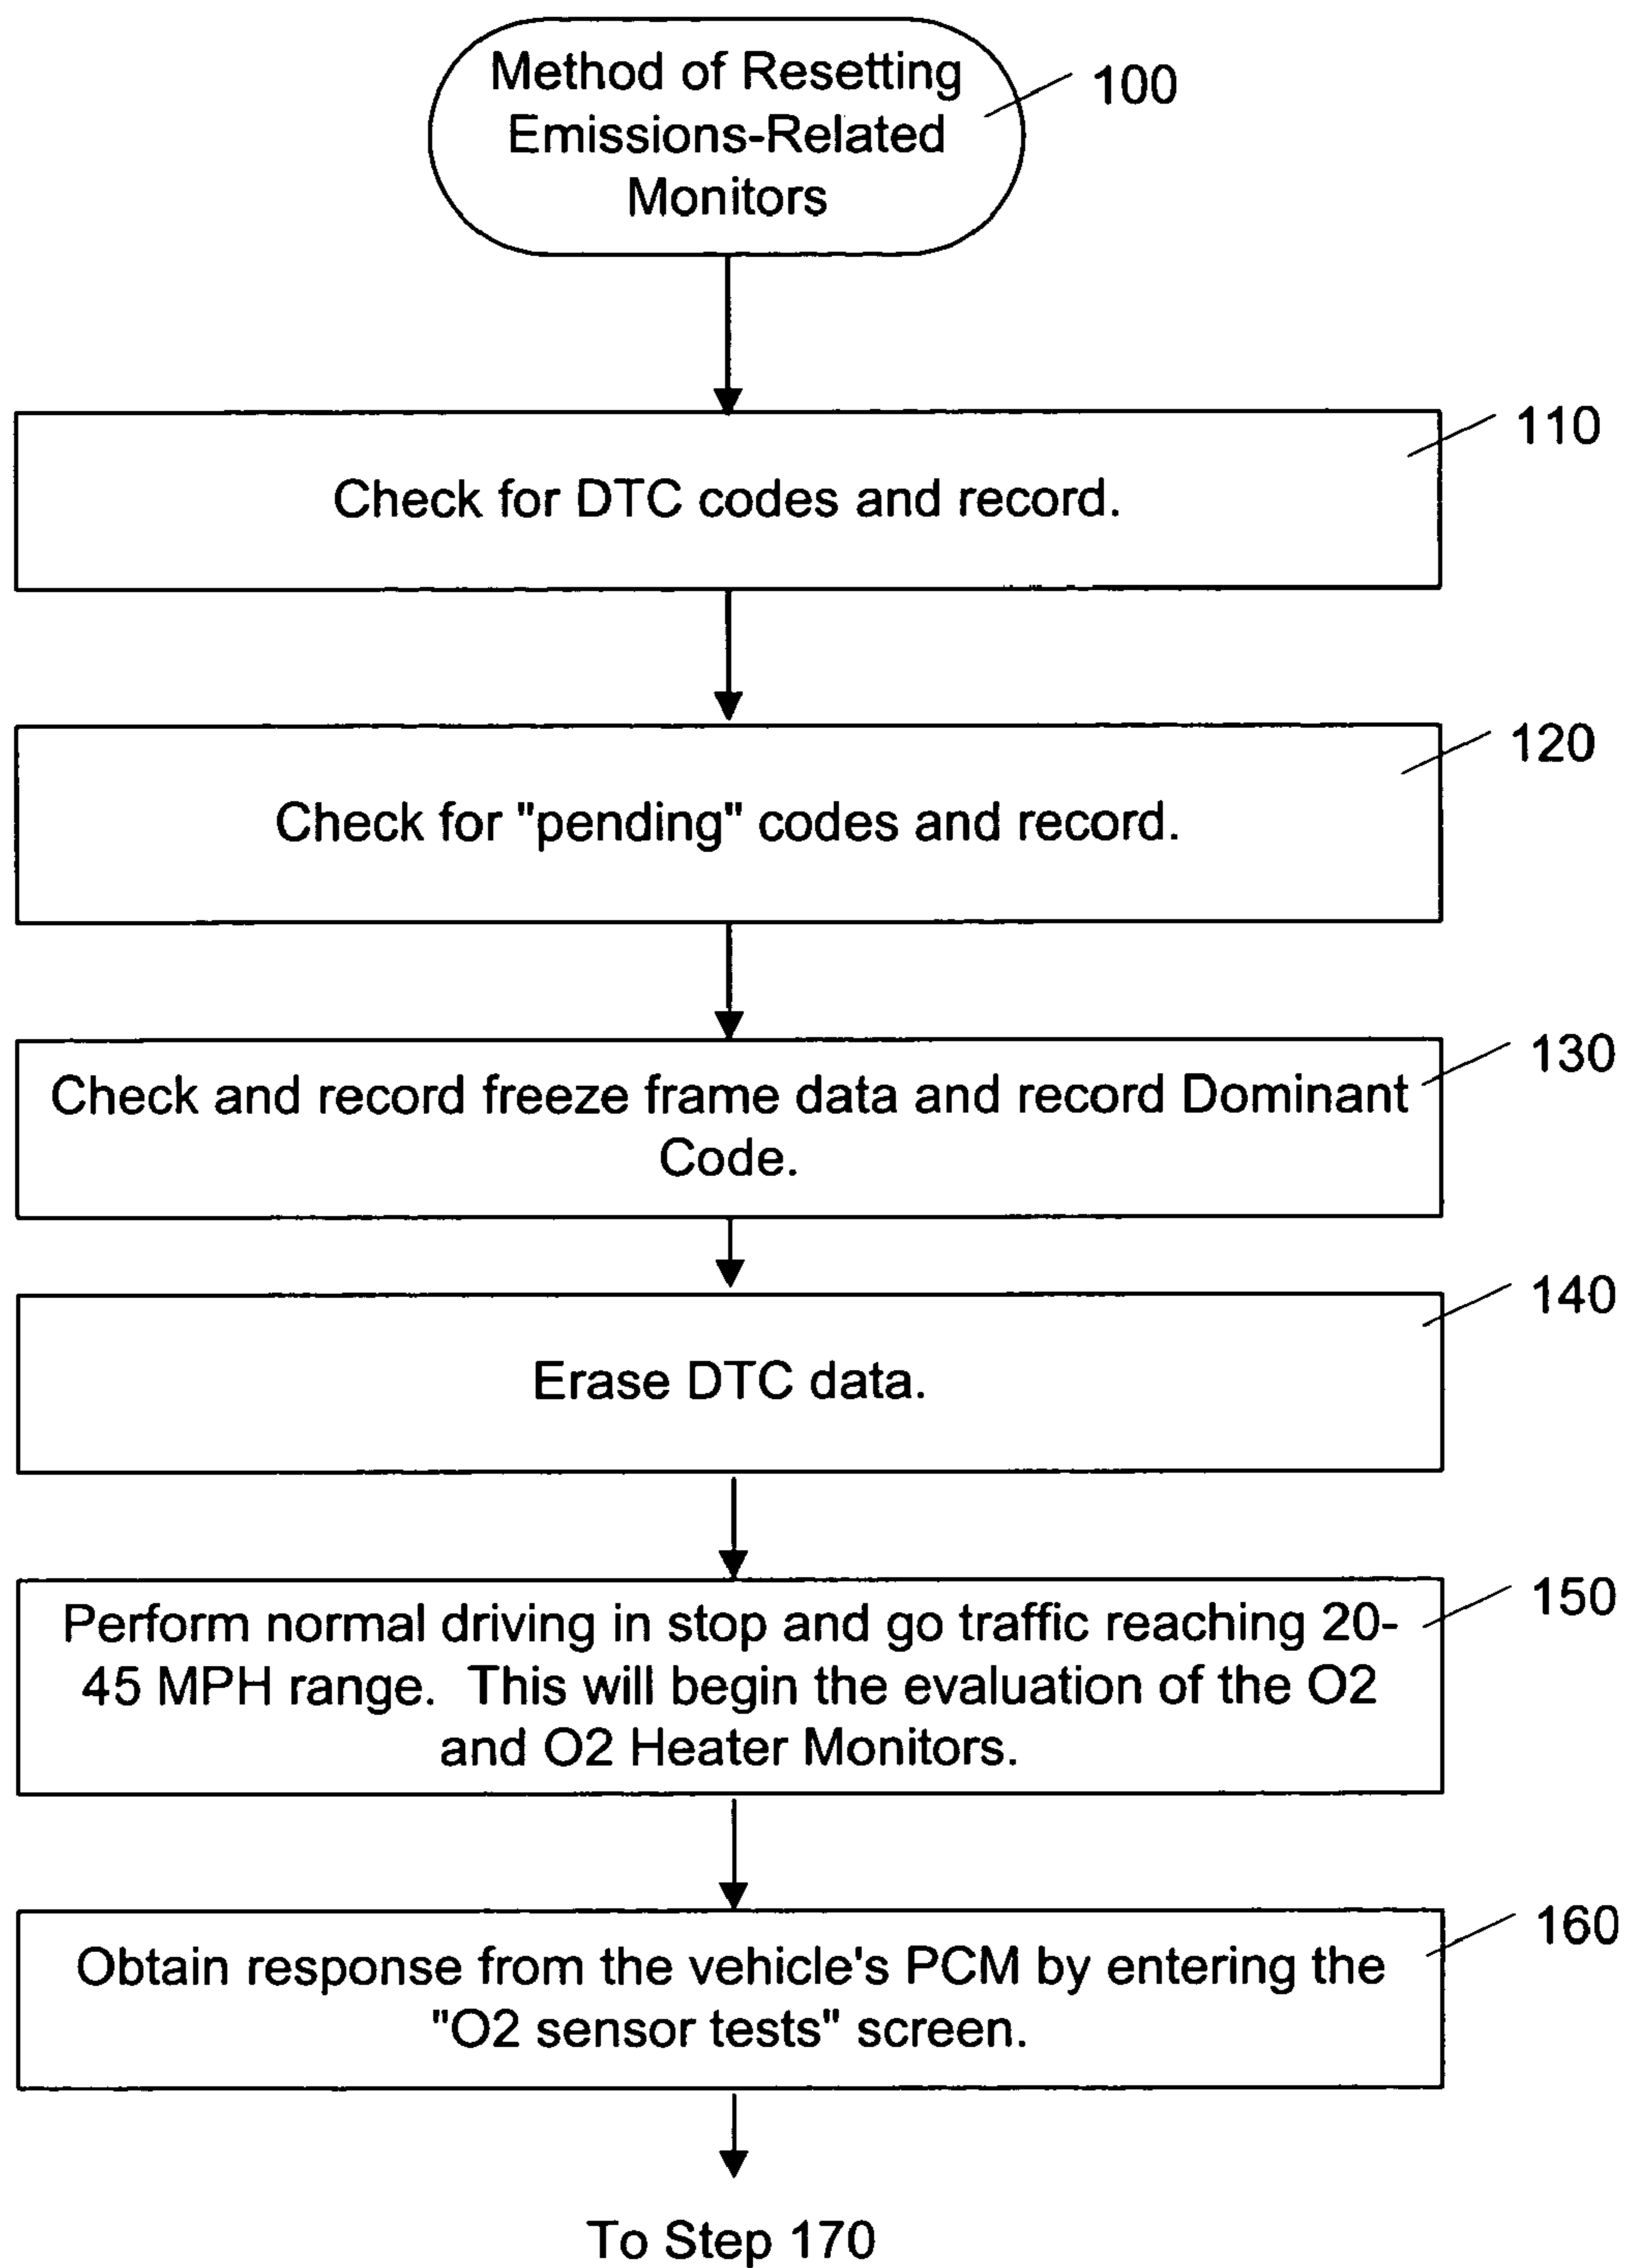 Method of Resetting
Emissions-Related
Monitors
100
110
Check for DTC codes and record.
120
Check for "pending" codes and record.
130
Check and record freeze frame data and record Dominant
Code.
140
Erase DTC data.
150
Perform normal driving in stop and go traffic reaching 20-
45 MPH range.  This will begin the evaluation of the O2
and O2 Heater Monitors.
160
Obtain response from the vehicle's PCM by entering the
"O2 sensor tests" screen.
To Step 170